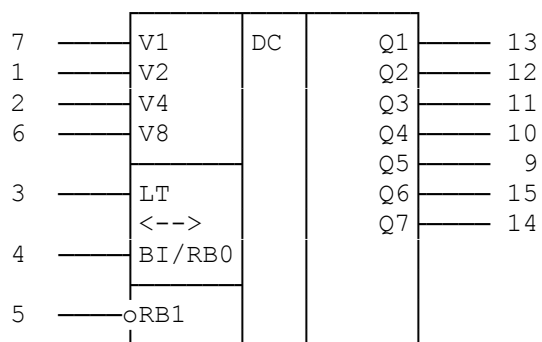 7 V1 DC Q1 13
1 V2 Q2 12
2 V4 Q3 11
6 V8 Q4 10
Q5 9
3 LT Q6 15
<--> Q7 14
4 BI/RB0
5 RB1